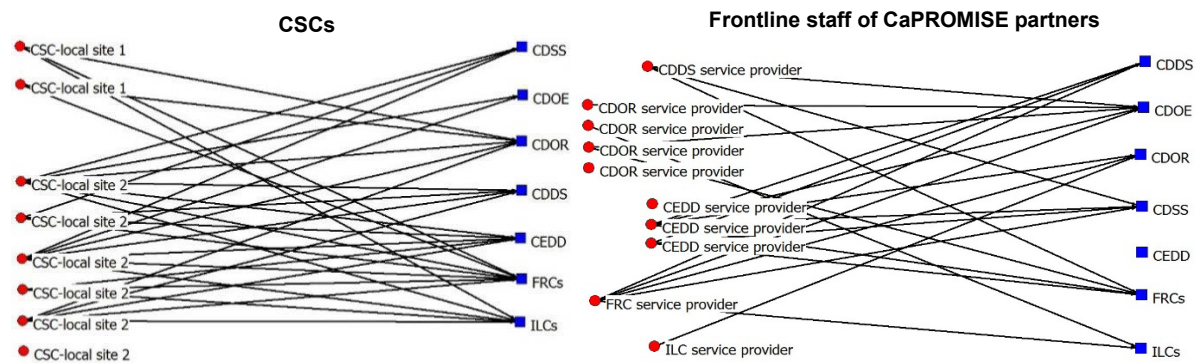 CSCs
CSC-local site 1
CSC-local site 1
CSC-local site 2
CSC-local site 2
CSC-local site 2
CSC-local site 2
CSC-local site 2
CSC-local site 2
CDSS
CDOE
CDOR
CDDS
CEDD
FRCs
ILCs
Frontline staff of CaPROMISE partners
CDDS service provider
CDOR service provider
CDOR service provider
CDOR service provider
CDOR service provider
CEDD service provider
CEDD service provider
CEDD service provider
FRC service provider
ILC service provider
CDDS
CDOE
CDOR
CDSS
CEDD
FRCs
ILCs